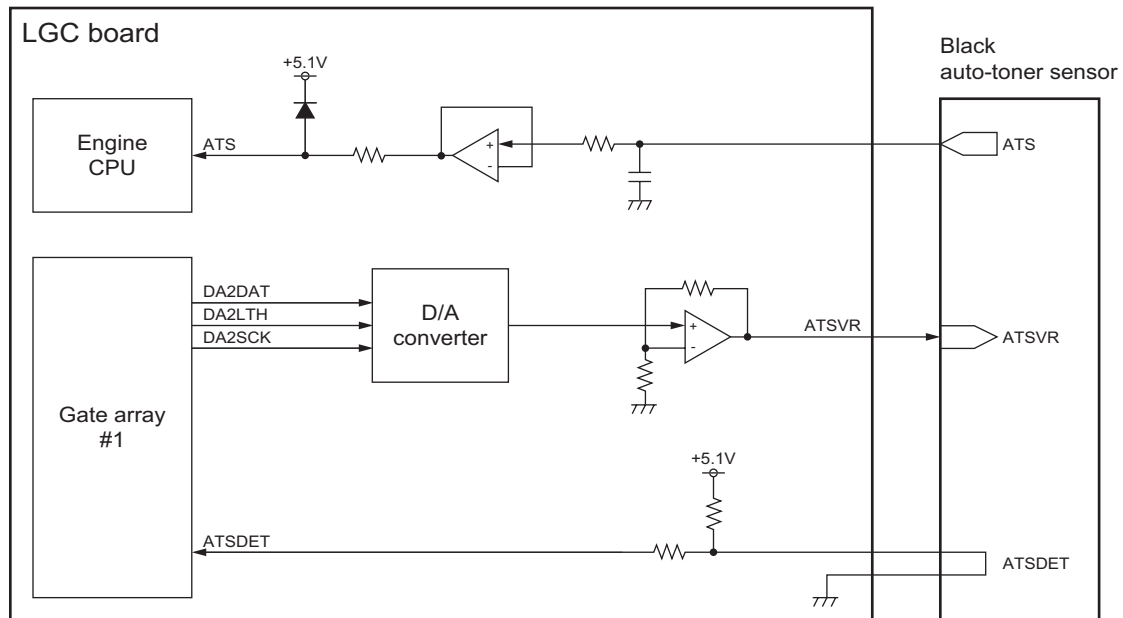 LGC board
Black
auto-toner sensor
+5.1V
Engine
CPU
ATS
+
-
ATS
Gate array
#1
DA2DAT
DA2LTH
DA2SCK
D/A
converter
+
-
ATSVR
ATSVR
+5.1V
ATSDET
ATSDET